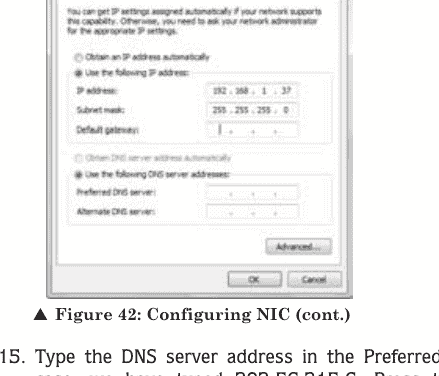 You can get IP settings assigned automatically if your network supports
this capability. Otherwise, you need to ask your network administrator
for the appropriate IP settings.
Obtain an IP address automatically
Use the following IP address:
IP address: 192 . 168 . 1 . 37
Subnet mask: 255 . 255 . 255 . 0
Default gateway: . . .
Obtain DNS server address automatically
Use the following DNS server addresses:
Preferred DNS server: . . .
Alternate DNS server: . . .
Advanced...
OK Cancel
▲ Figure 42: Configuring NIC (cont.)
15. Type the DNS server address in the Preferred